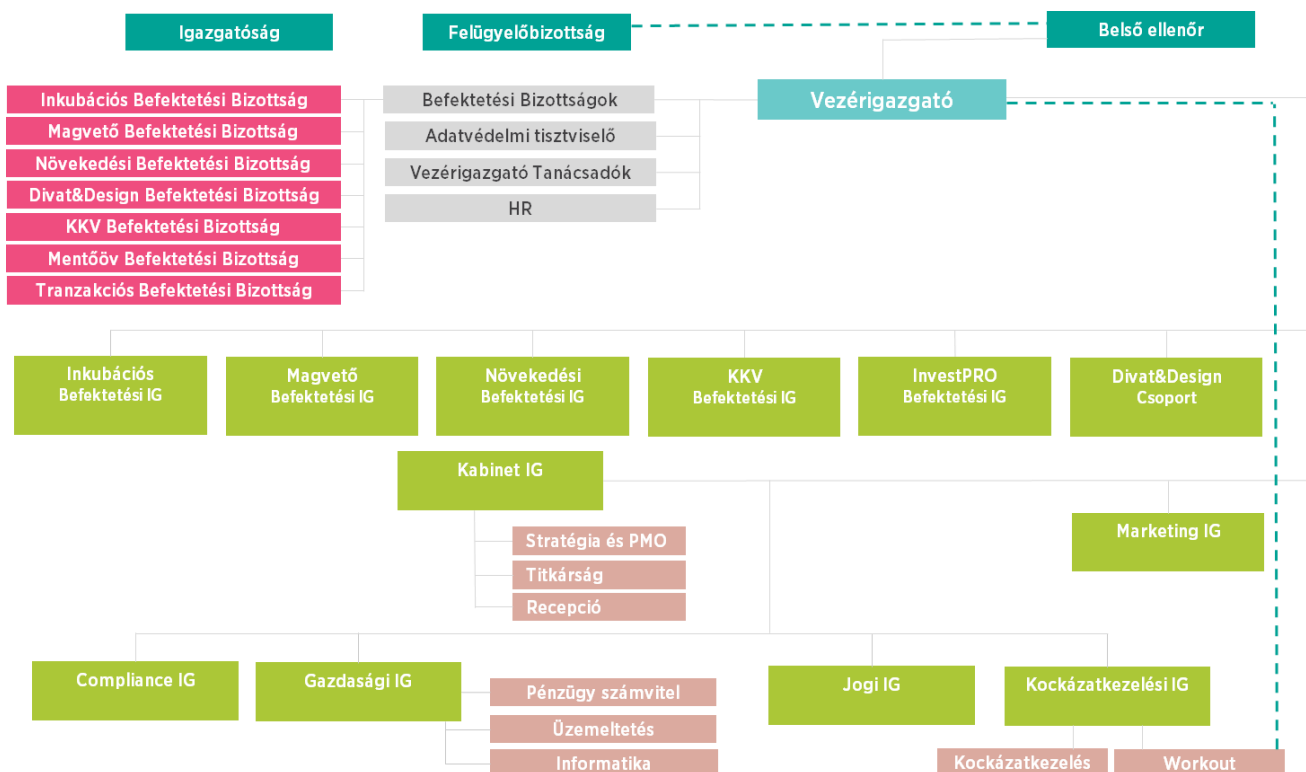 Igazgatóság
Felügyelőbizottság
Belső ellenőr
Inkubációs Befektetési Bizottság
Magvető Befektetési Bizottság
Növekedési Befektetési Bizottság
Divat&Design Befektetési Bizottság
KKV Befektetési Bizottság
Mentőöv Befektetési Bizottság
Tranzakciós Befektetési Bizottság
Befektetési Bizottságok
Adatvédelmi tisztviselő
Vezérigazgató Tanácsadók
HR
Vezérigazgató
Inkubációs
Befektetési IG
Magvető
Befektetési IG
Növekedési
Befektetési IG
KKV
Befektetési IG
InvestPRO
Befektetési IG
Divat&Design
Csoport
Kabinet IG
Stratégia és PMO
Titkárság
Recepció
Marketing IG
Compliance IG
Gazdasági IG
Pénzügy számvitel
Üzemeltetés
Informatika
Jogi IG
Kockázatkezelési IG
Kockázatkezelés
Workout